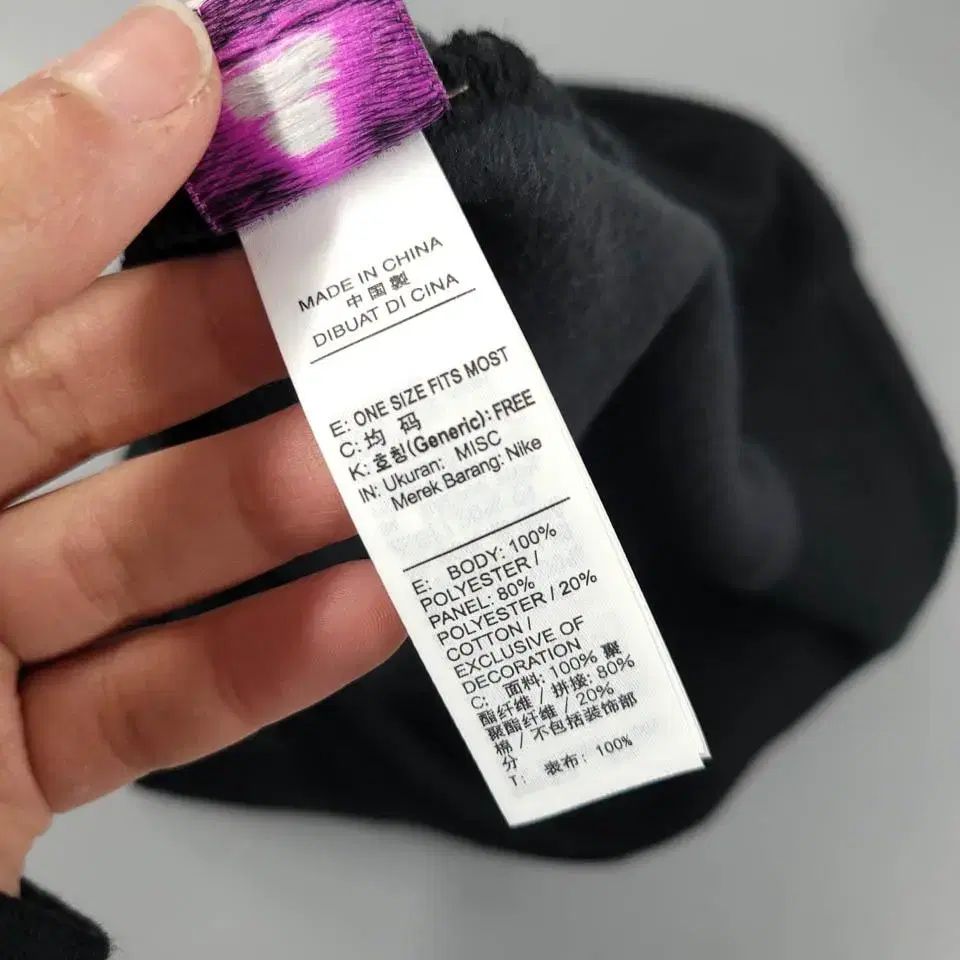 MADE IN CHINA
中国製
DIBUAT DI CINA
E: ONE SIZE FITS MOST
C: 均 码
K: 호칭(Generic): FREE
IN: Ukuran: MISC
Merek Barang: Nike
E: BODY: 100%
POLYESTER /
PANEL: 80%
POLYESTER / 20%
COTTON /
EXCLUSIVE OF
DECORATION
C: 面料: 100% 聚
酯纤维 / 拼接: 80%
聚酯纤维 / 20%
棉 / 不包括装饰部
分
T: 表布: 100%